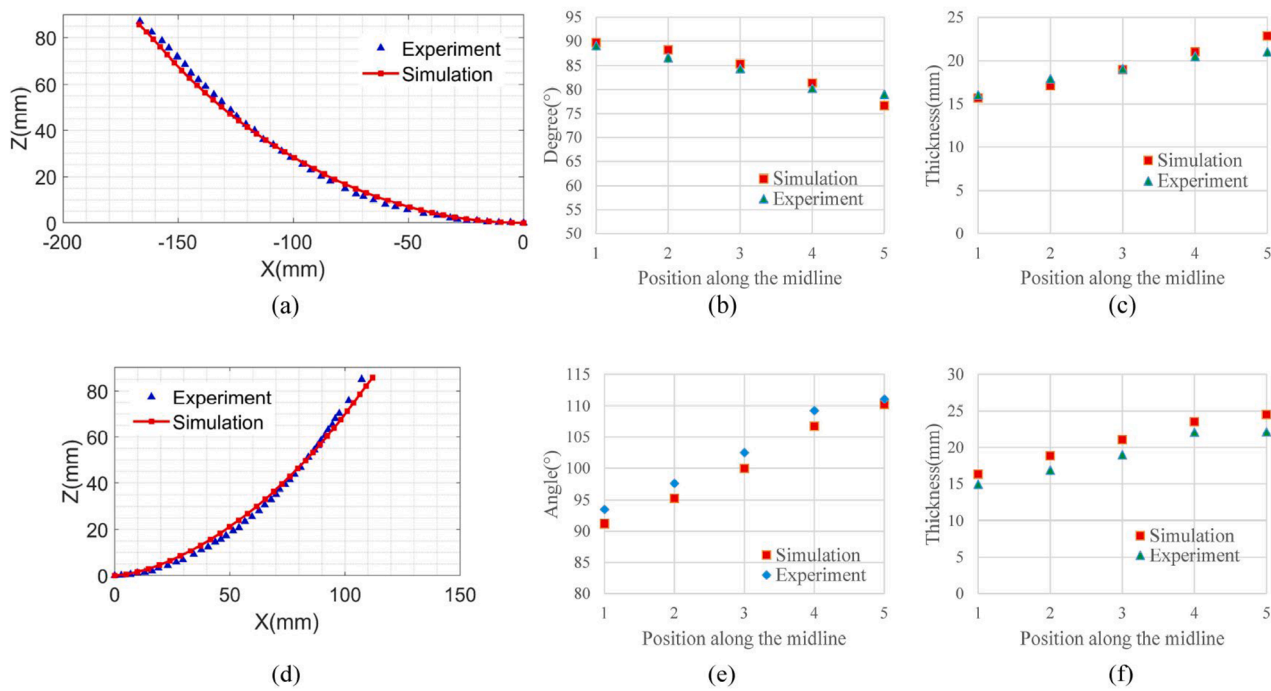 80
60
40
20
0
Z(mm)
Experiment
Simulation
-200 -150 -100 -50 0
X(mm)
(a)
95
90
85
80
75
70
65
60
55
50
Degree(°)
Simulation
Experiment
1 2 3 4 5
Position along the midline
(b)
25
20
15
10
5
0
Thickness(mm)
Simulation
Experiment
1 2 3 4 5
Position along the midline
(c)
80
60
40
20
0
Z(mm)
Experiment
Simulation
0 50 100 150
X(mm)
(d)
115
110
105
100
95
90
85
80
Angle(°)
Simulation
Experiment
1 2 3 4 5
Position along the midline
(e)
30
25
20
15
10
5
0
Thickness(mm)
Simulation
Experiment
1 2 3 4 5
Position along the midline
(f)